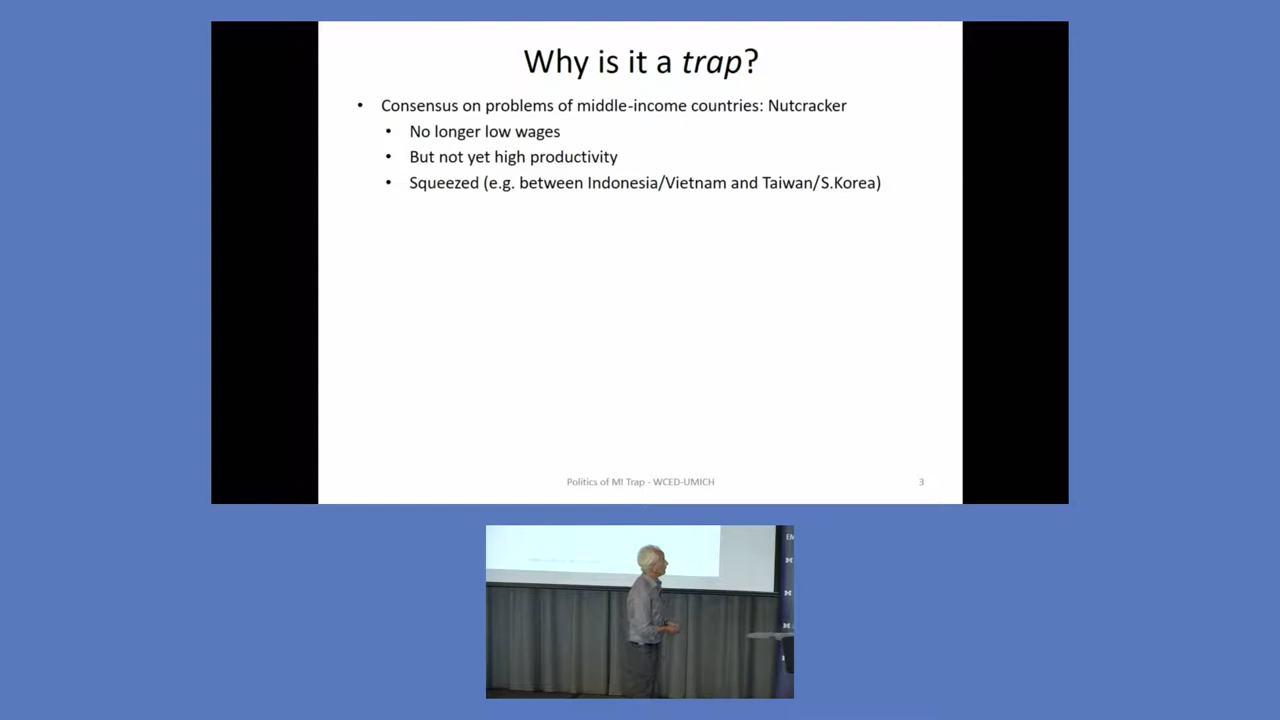 Why is it a trap?
• Consensus on problems of middle-income countries: Nutcracker
• No longer low wages
• But not yet high productivity
• Squeezed (e.g. between Indonesia/Vietnam and Taiwan/S.Korea)
Politics of MI Trap - WCED-UMICH
3